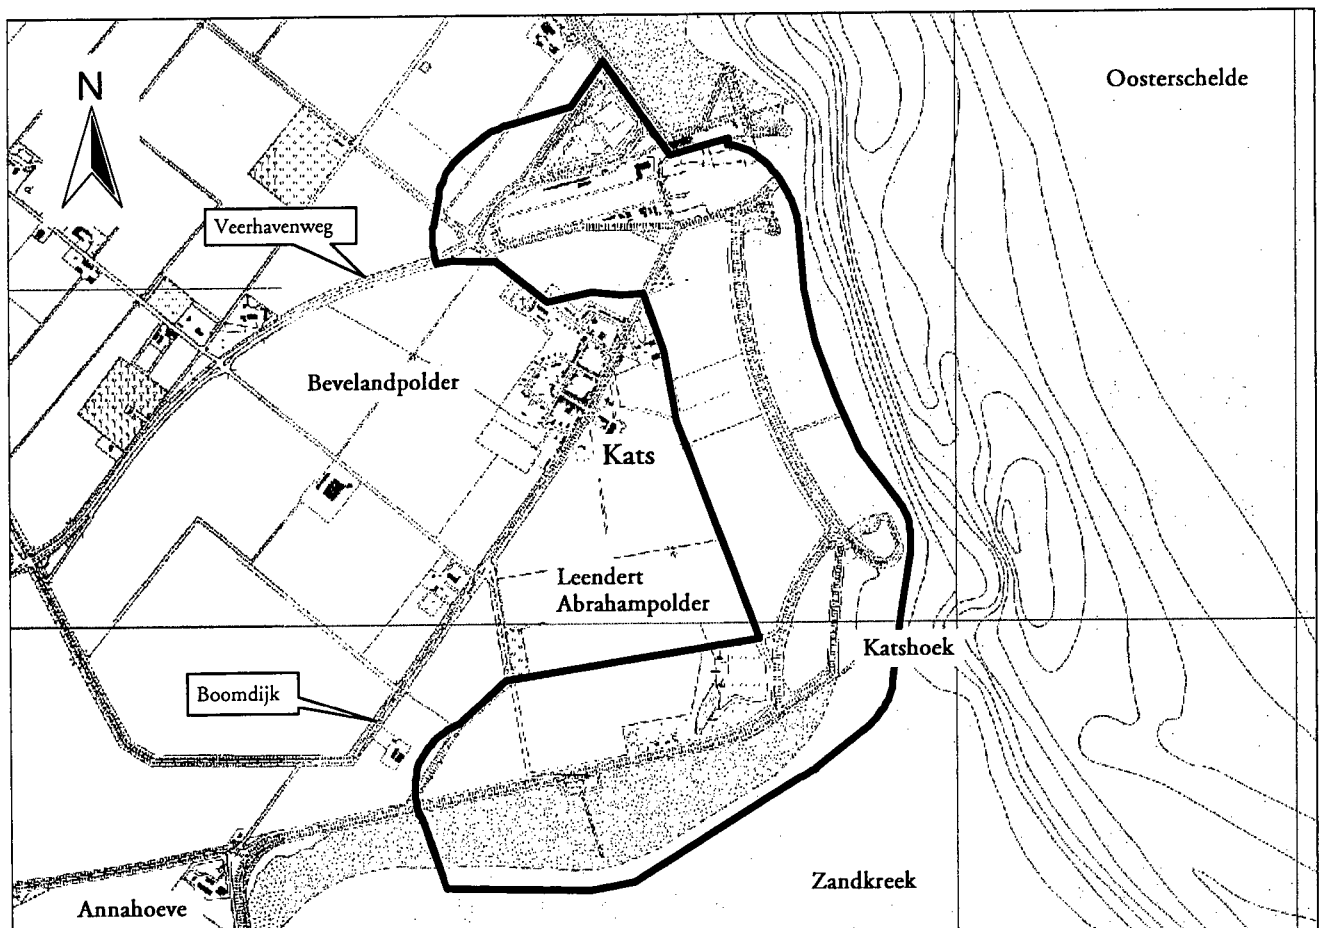 Oosterschelde
N
Veerhavenweg
Bevelandpolder
Kats
Leendert
Abrahampolder
Katshoek
Boomdijk
Zandkreek
Annahoeve